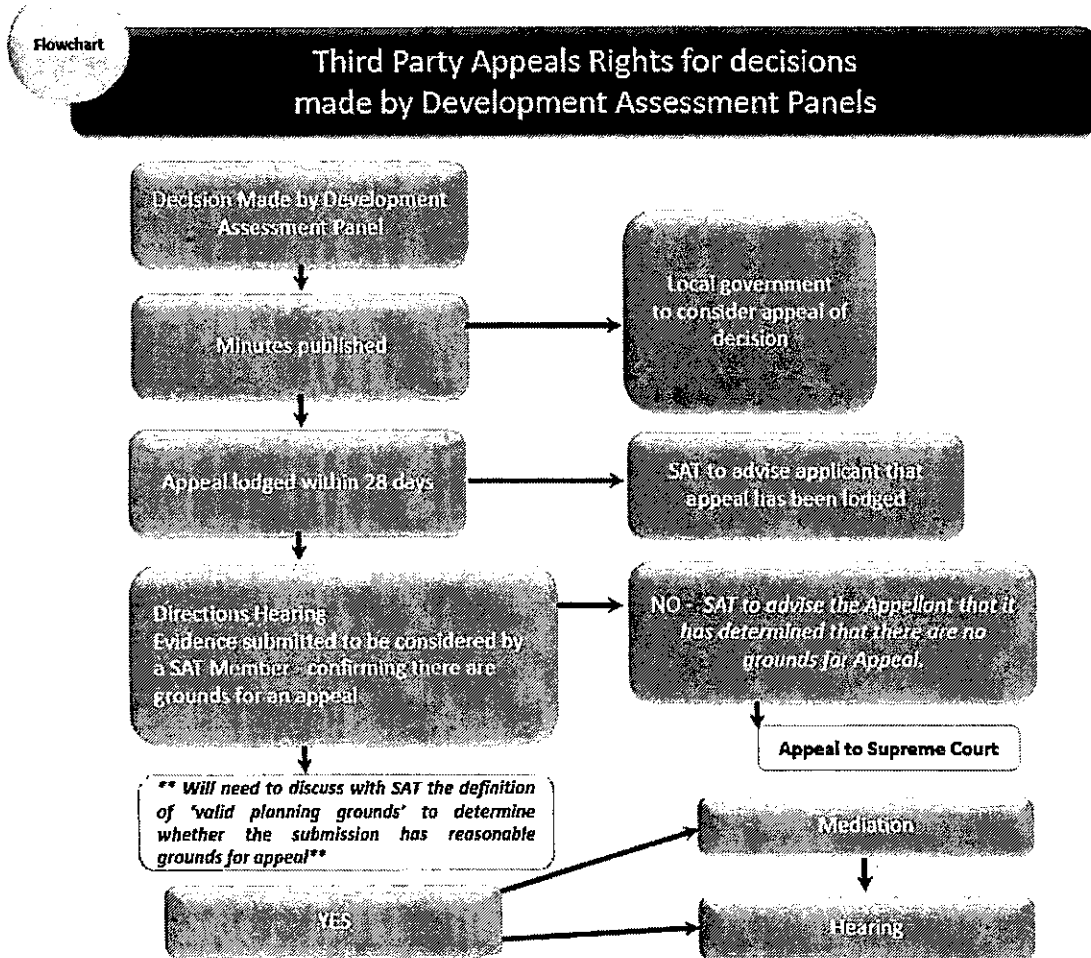 Flowchart
Third Party Appeals Rights for decisions
made by Development Assessment Panels
Decision Made by Development
Assessment Panel
Local government
to consider appeal of
decision
Minutes published
Appeal lodged within 28 days
SAT to advise applicant that
appeal has been lodged
Directions Hearing
Evidence submitted to be considered by
a SAT Member - confirming there are
grounds for an appeal
NO - SAT to advise the Appellant that it
has determined that there are no
grounds for Appeal.
Appeal to Supreme Court
** Will need to discuss with SAT the definition
of 'valid planning grounds' to determine
whether the submission has reasonable
grounds for appeal**
Mediation
YES
Hearing